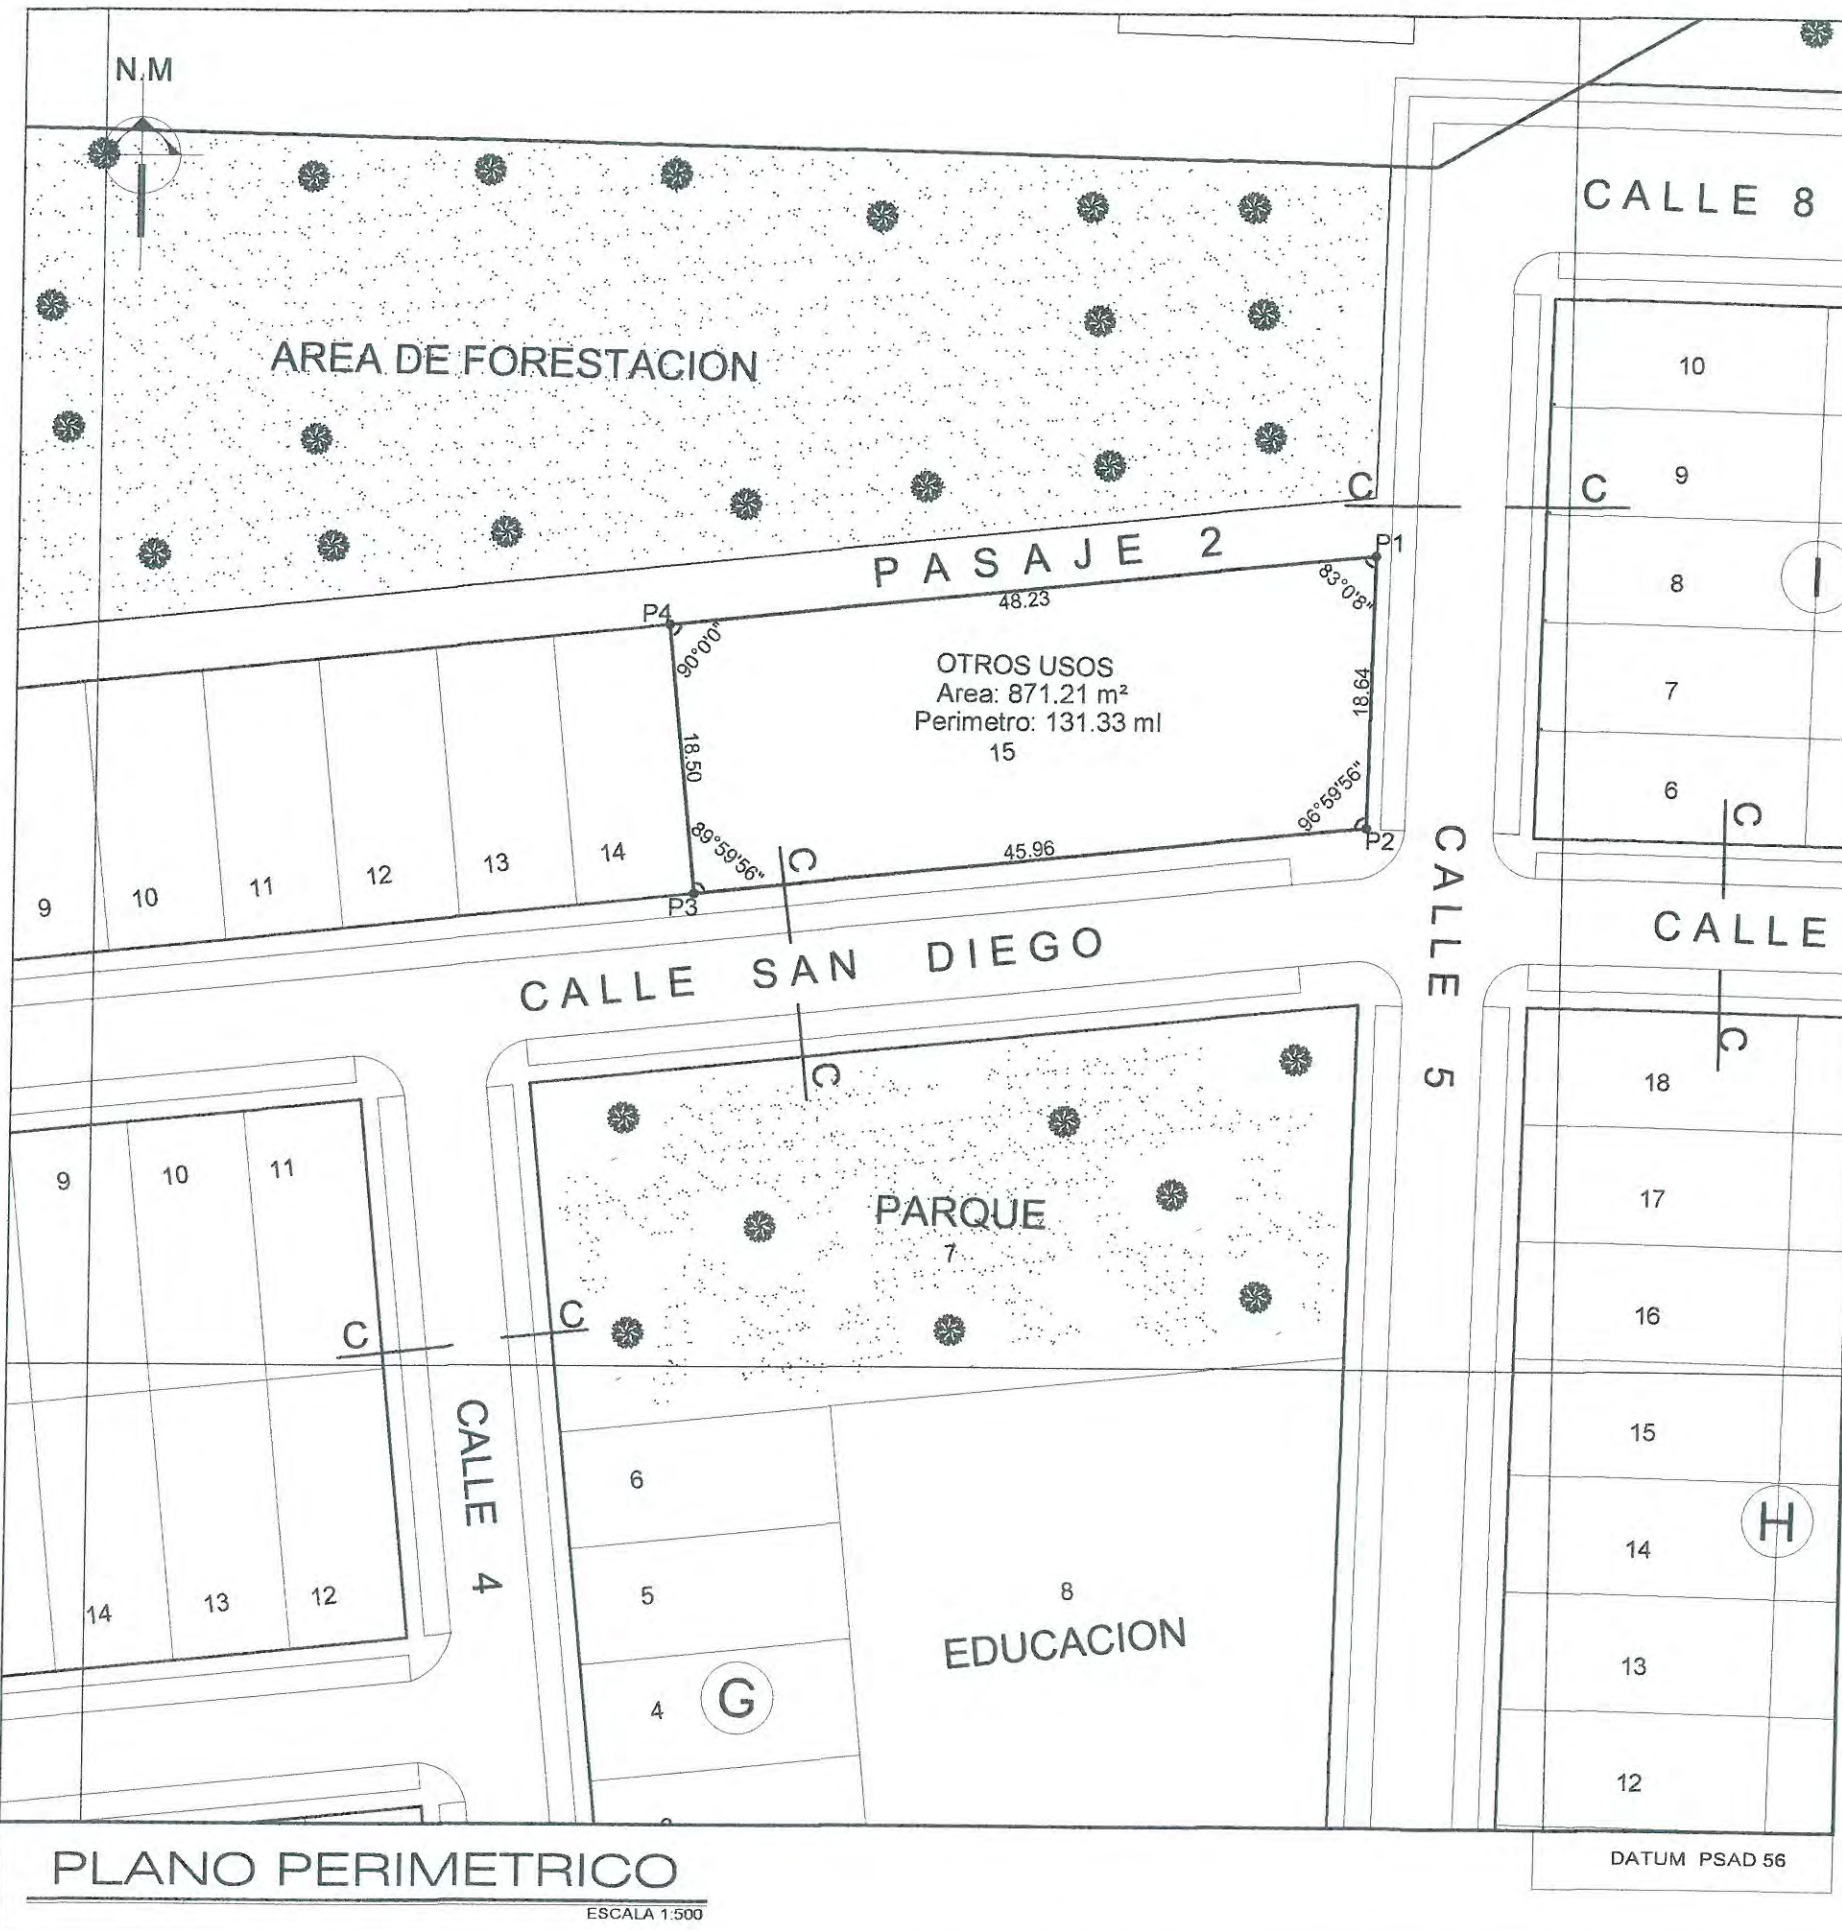 N.M
CALLE 8
AREA DE FORESTACION
C
C
PASAJE 2
P1
48.23
83°0'8"
P4
90°0'0"
OTROS USOS
Area: 871.21 m²
Perimetro: 131.33 ml
15
18.50
18.64
89°59'56"
96°59'56"
45.96
P3
P2
9
10
11
12
13
14
C
10
9
8
I
7
6
C
CALLE SAN DIEGO
CALLE 5
CALLE
C
C
9
10
11
14
13
12
C
C
CALLE 4
PARQUE
7
6
5
4
G
8
EDUCACION
18
17
16
15
14
H
13
12
PLANO PERIMETRICO
ESCALA 1:500
DATUM PSAD 56